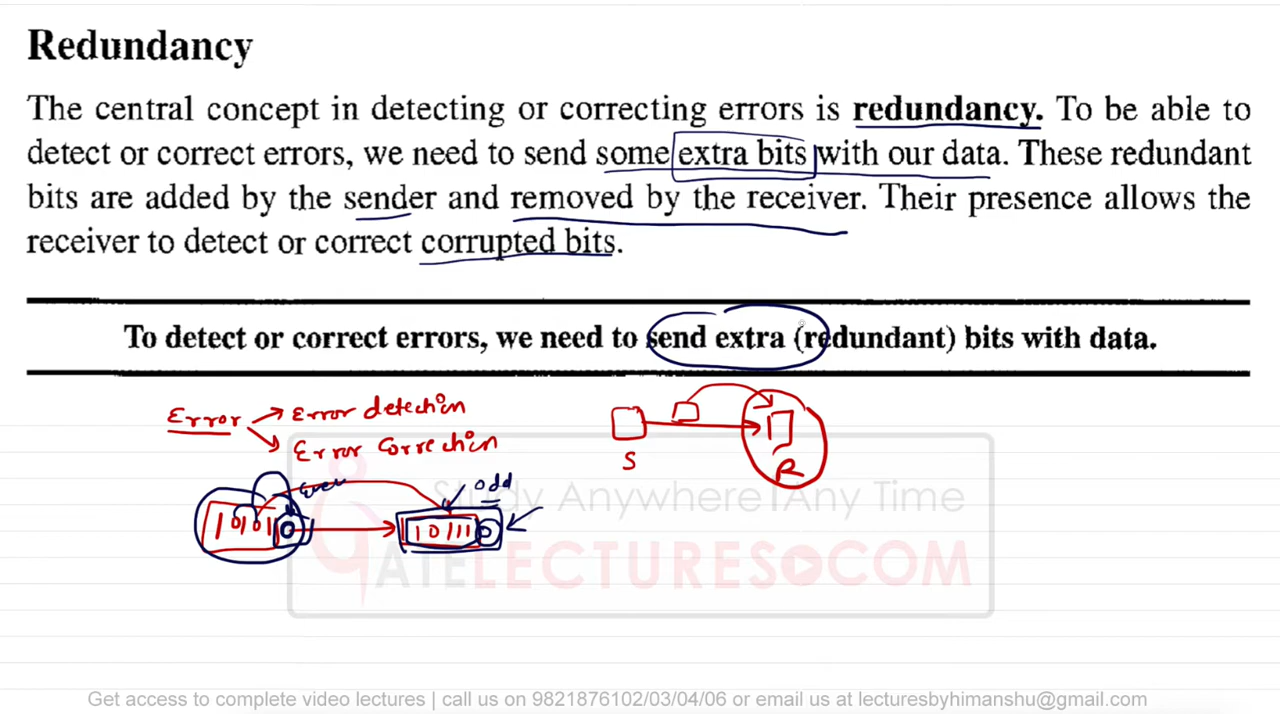 Redundancy
The central concept in detecting or correcting errors is redundancy. To be able to
detect or correct errors, we need to send some extra bits with our data. These redundant
bits are added by the sender and removed by the receiver. Their presence allows the
receiver to detect or correct corrupted bits.
To detect or correct errors, we need to send extra (redundant) bits with data.
Error → Error detection
→ Error Correction
S
R
even
odd
10101 0
10111 0
Study Anywhere Any Time
GATELECTURES.COM
Get access to complete video lectures | call us on 9821876102/03/04/06 or email us at lecturesbyhimanshu@gmail.com